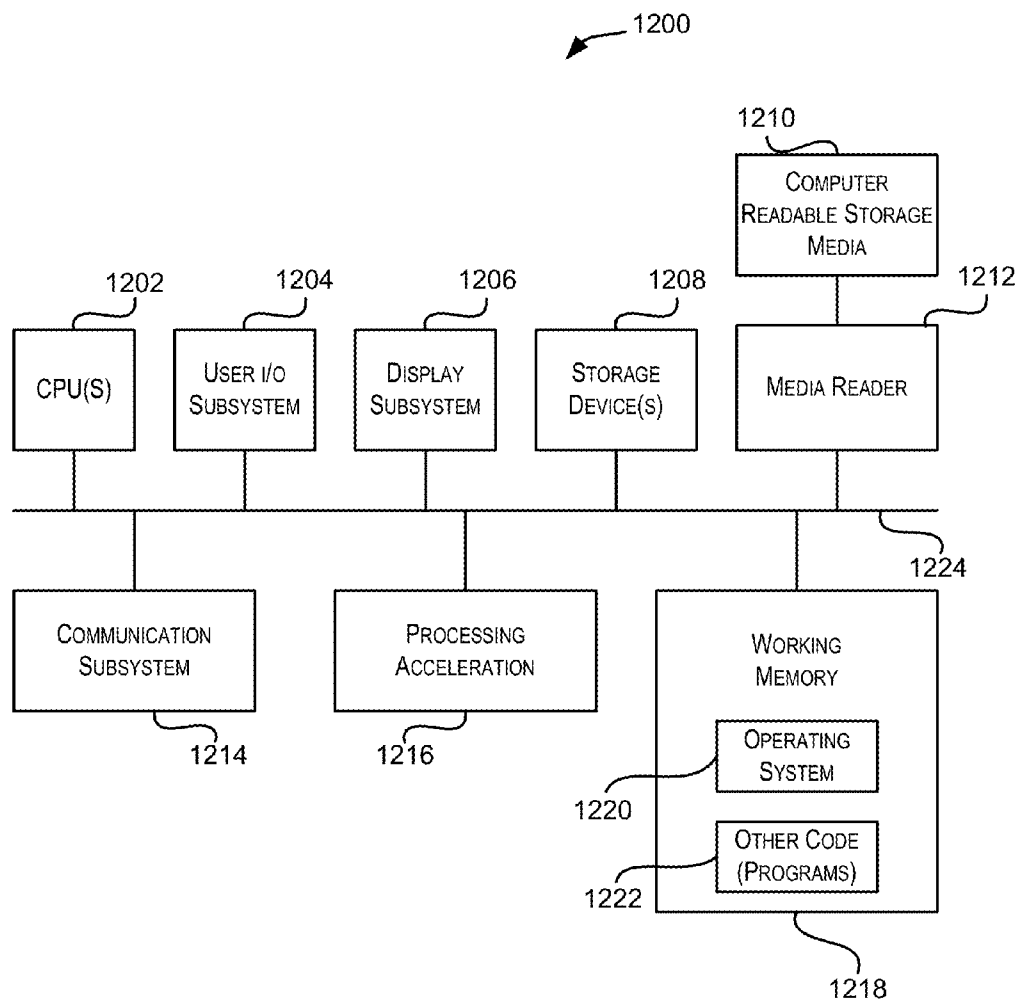 1200
1210
COMPUTER
READABLE STORAGE
MEDIA
1202
1204
1206
1208
1212
CPU(S)
USER I/O
SUBSYSTEM
DISPLAY
SUBSYSTEM
STORAGE
DEVICE(S)
MEDIA READER
1224
COMMUNICATION
SUBSYSTEM
PROCESSING
ACCELERATION
WORKING
MEMORY
1214
1216
OPERATING
SYSTEM
1220
OTHER CODE
(PROGRAMS)
1222
1218